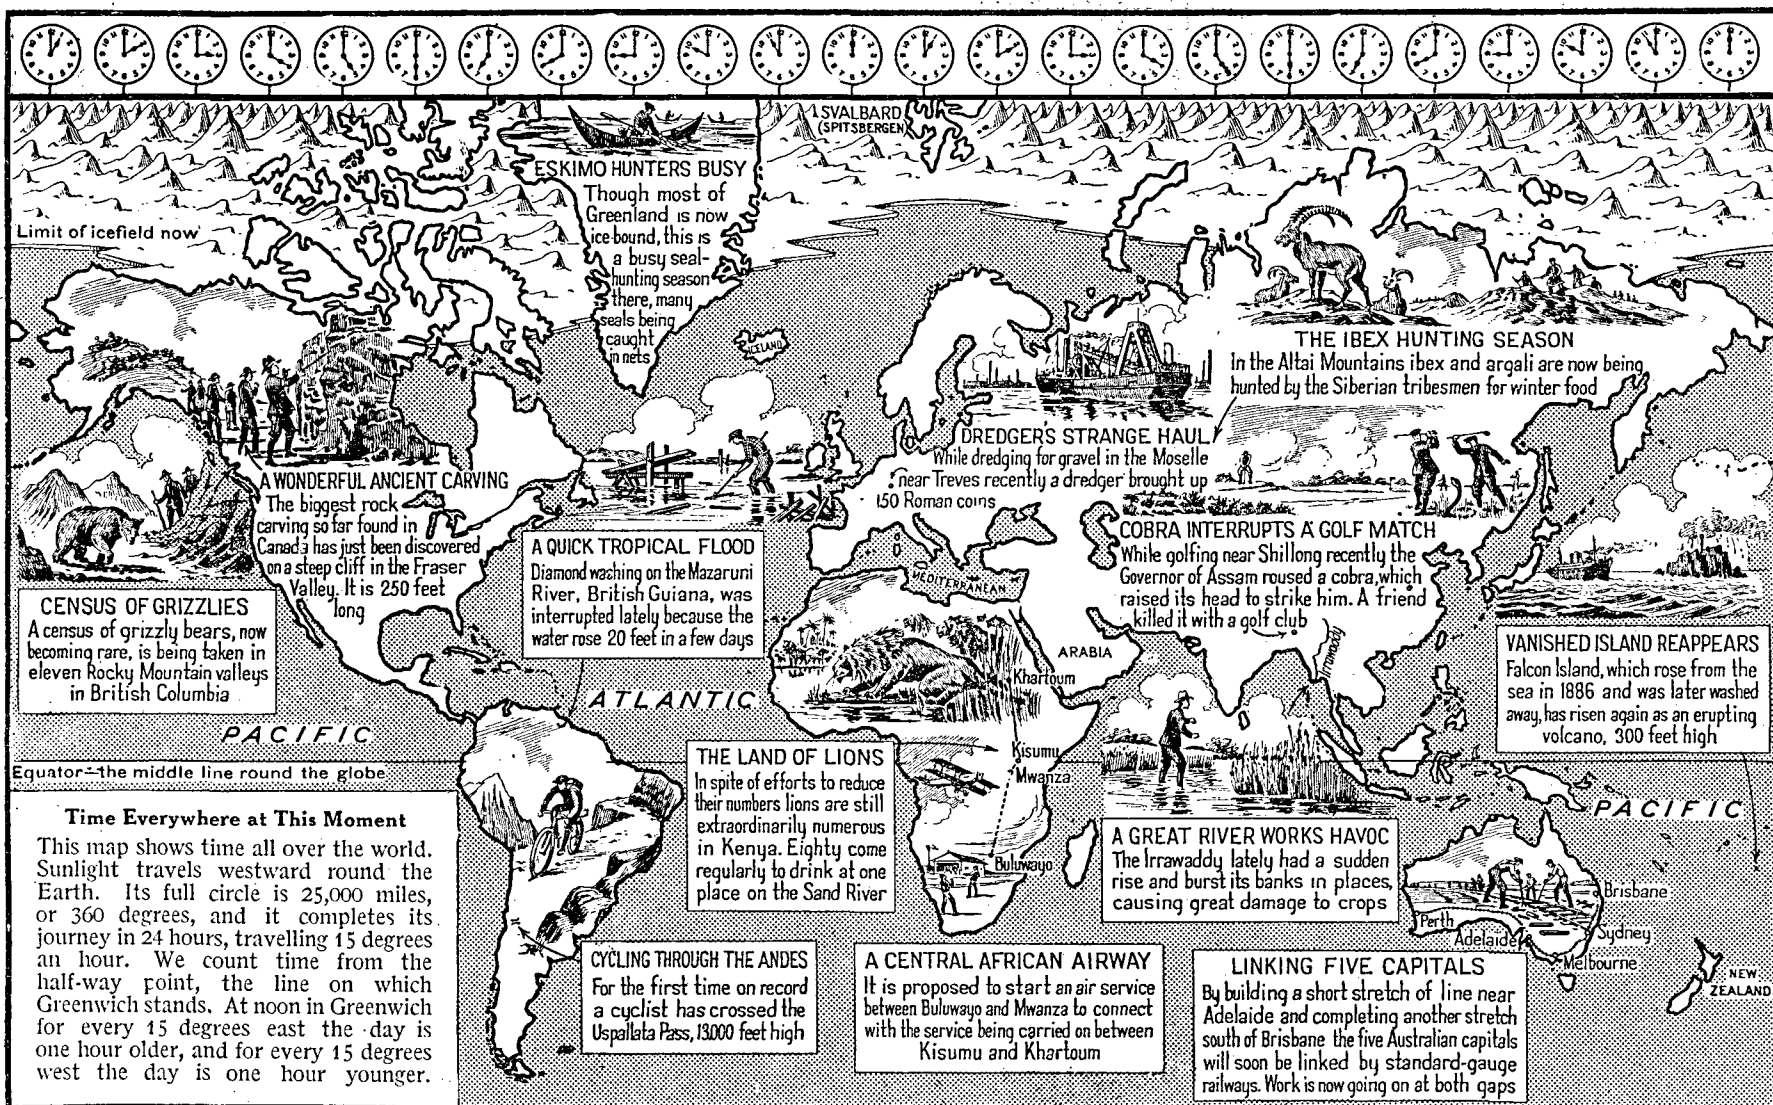 SVALBARD
(SPITSBERGEN)
ESKIMO HUNTERS BUSY
Though most of
Greenland is now
ice-bound, this is
a busy seal-
hunting season
there, many
seals being
caught
in nets
Limit of icefield now
ICELAND
THE IBEX HUNTING SEASON
In the Altai Mountains ibex and argali are now being
hunted by the Siberian tribesmen for winter food
DREDGER'S STRANGE HAUL
While dredging for gravel in the Moselle
near Treves recently a dredger brought up
150 Roman coins
A WONDERFUL ANCIENT CARVING
The biggest rock
carving so far found in
Canada has just been discovered
on a steep cliff in the Fraser
Valley. It is 250 feet
long
COBRA INTERRUPTS A GOLF MATCH
While golfing near Shillong recently the
Governor of Assam roused a cobra, which
raised its head to strike him. A friend
killed it with a golf club
A QUICK TROPICAL FLOOD
Diamond washing on the Mazaruni
River, British Guiana, was
interrupted lately because the
water rose 20 feet in a few days
MEDITERRANEAN
CENSUS OF GRIZZLIES
A census of grizzly bears, now
becoming rare, is being taken in
eleven Rocky Mountain valleys
in British Columbia
VANISHED ISLAND REAPPEARS
Falcon Island, which rose from the
sea in 1886 and was later washed
away, has risen again as an erupting
volcano, 300 feet high
ARABIA
Khartoum
ATLANTIC
PACIFIC
Equator—the middle line round the globe
THE LAND OF LIONS
In spite of efforts to reduce
their numbers lions are still
extraordinarily numerous
in Kenya. Eighty come
regularly to drink at one
place on the Sand River
Kisumu
Mwanza
Buluwayo
PACIFIC
Time Everywhere at This Moment
This map shows time all over the world.
Sunlight travels westward round the
Earth. Its full circle is 25,000 miles,
or 360 degrees, and it completes its
journey in 24 hours, travelling 15 degrees
an hour. We count time from the
half-way point, the line on which
Greenwich stands. At noon in Greenwich
for every 15 degrees east the day is
one hour older, and for every 15 degrees
west the day is one hour younger.
A GREAT RIVER WORKS HAVOC
The Irrawaddy lately had a sudden
rise and burst its banks in places,
causing great damage to crops
Brisbane
Perth
Adelaide
Sydney
Melbourne
NEW
ZEALAND
CYCLING THROUGH THE ANDES
For the first time on record
a cyclist has crossed the
Uspallata Pass, 13,000 feet high
A CENTRAL AFRICAN AIRWAY
It is proposed to start an air service
between Buluwayo and Mwanza to connect
with the service being carried on between
Kisumu and Khartoum
LINKING FIVE CAPITALS
By building a short stretch of line near
Adelaide and completing another stretch
south of Brisbane the five Australian capitals
will soon be linked by standard-gauge
railways. Work is now going on at both gaps